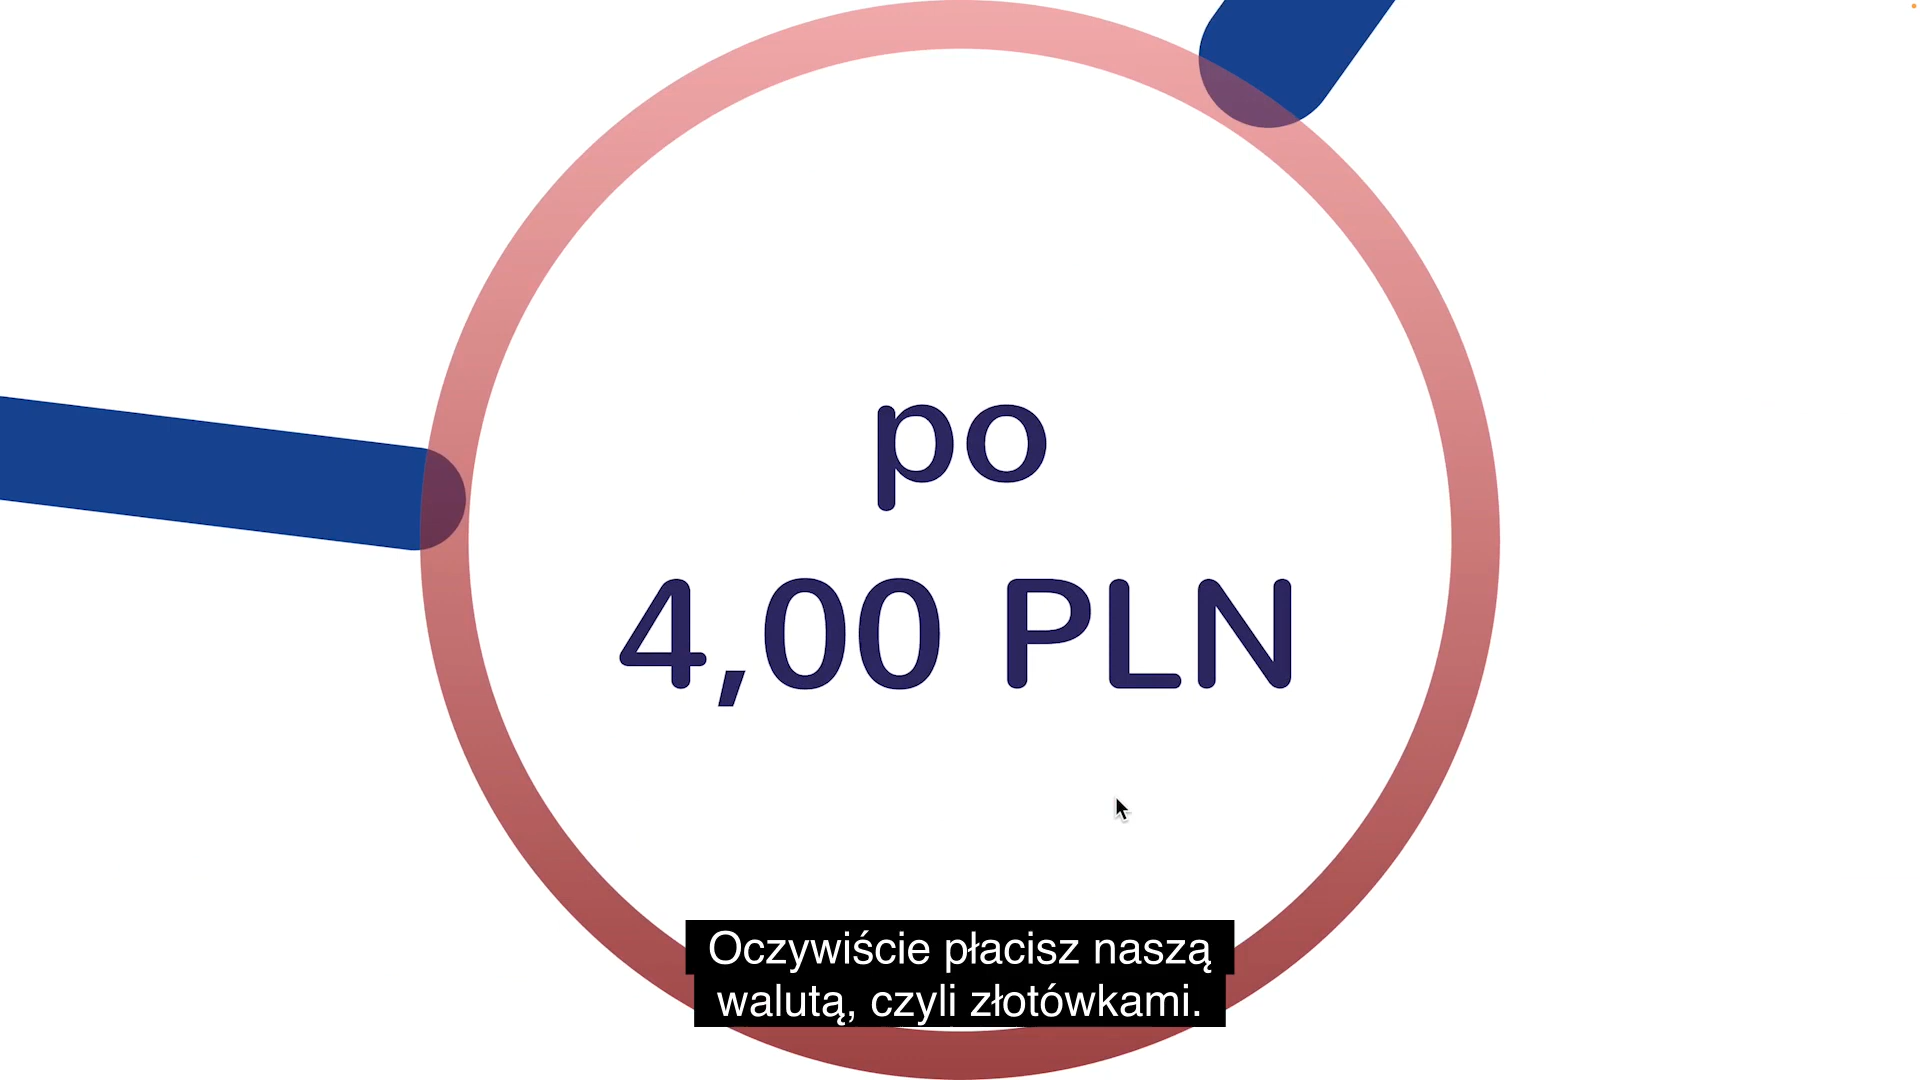 po
4,00 PLN
Oczywiście płacisz naszą
walutą, czyli złotówkami.